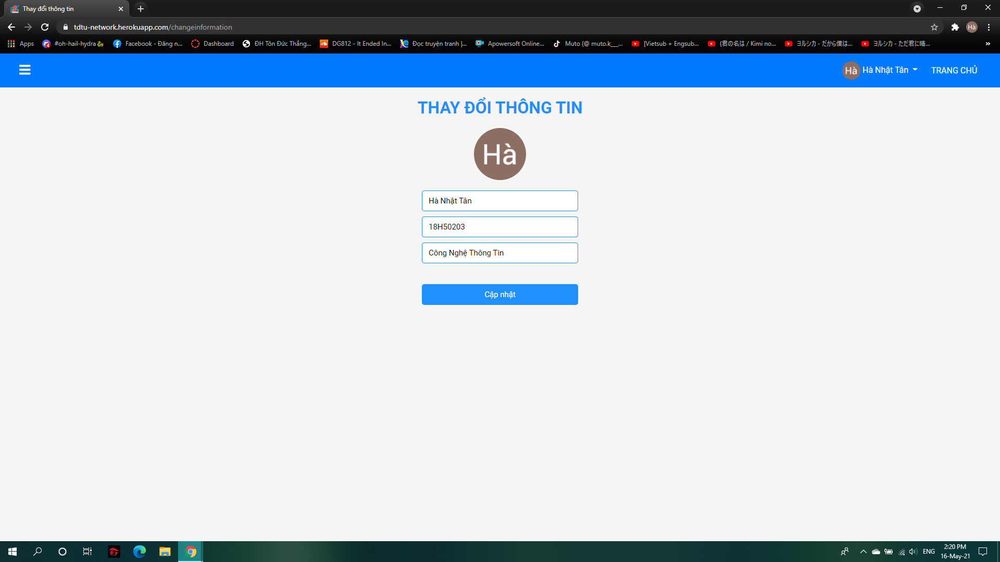 Thay đổi thông tin
tdtu-network.herokuapp.com/changeinformation
Hà
Apps
#oh-hail-hydra🐉
Facebook - Đăng n...
Dashboard
ĐH Tôn Đức Thắng...
DG812 - It Ended In...
Đọc truyện tranh |...
Apowersoft Online...
Muto (@ muto.k___...
[Vietsub + Engsub...
(君の名は / Kimi no...
ヨルシカ - だから僕は...
ヨルシカ - ただ君に晴...
»
Hà
Hà Nhật Tân
TRANG CHỦ
THAY ĐỔI THÔNG TIN
Hà
Hà Nhật Tân
18H50203
Công Nghệ Thông Tin
Cập nhật
ENG
2:20 PM
16-May-21